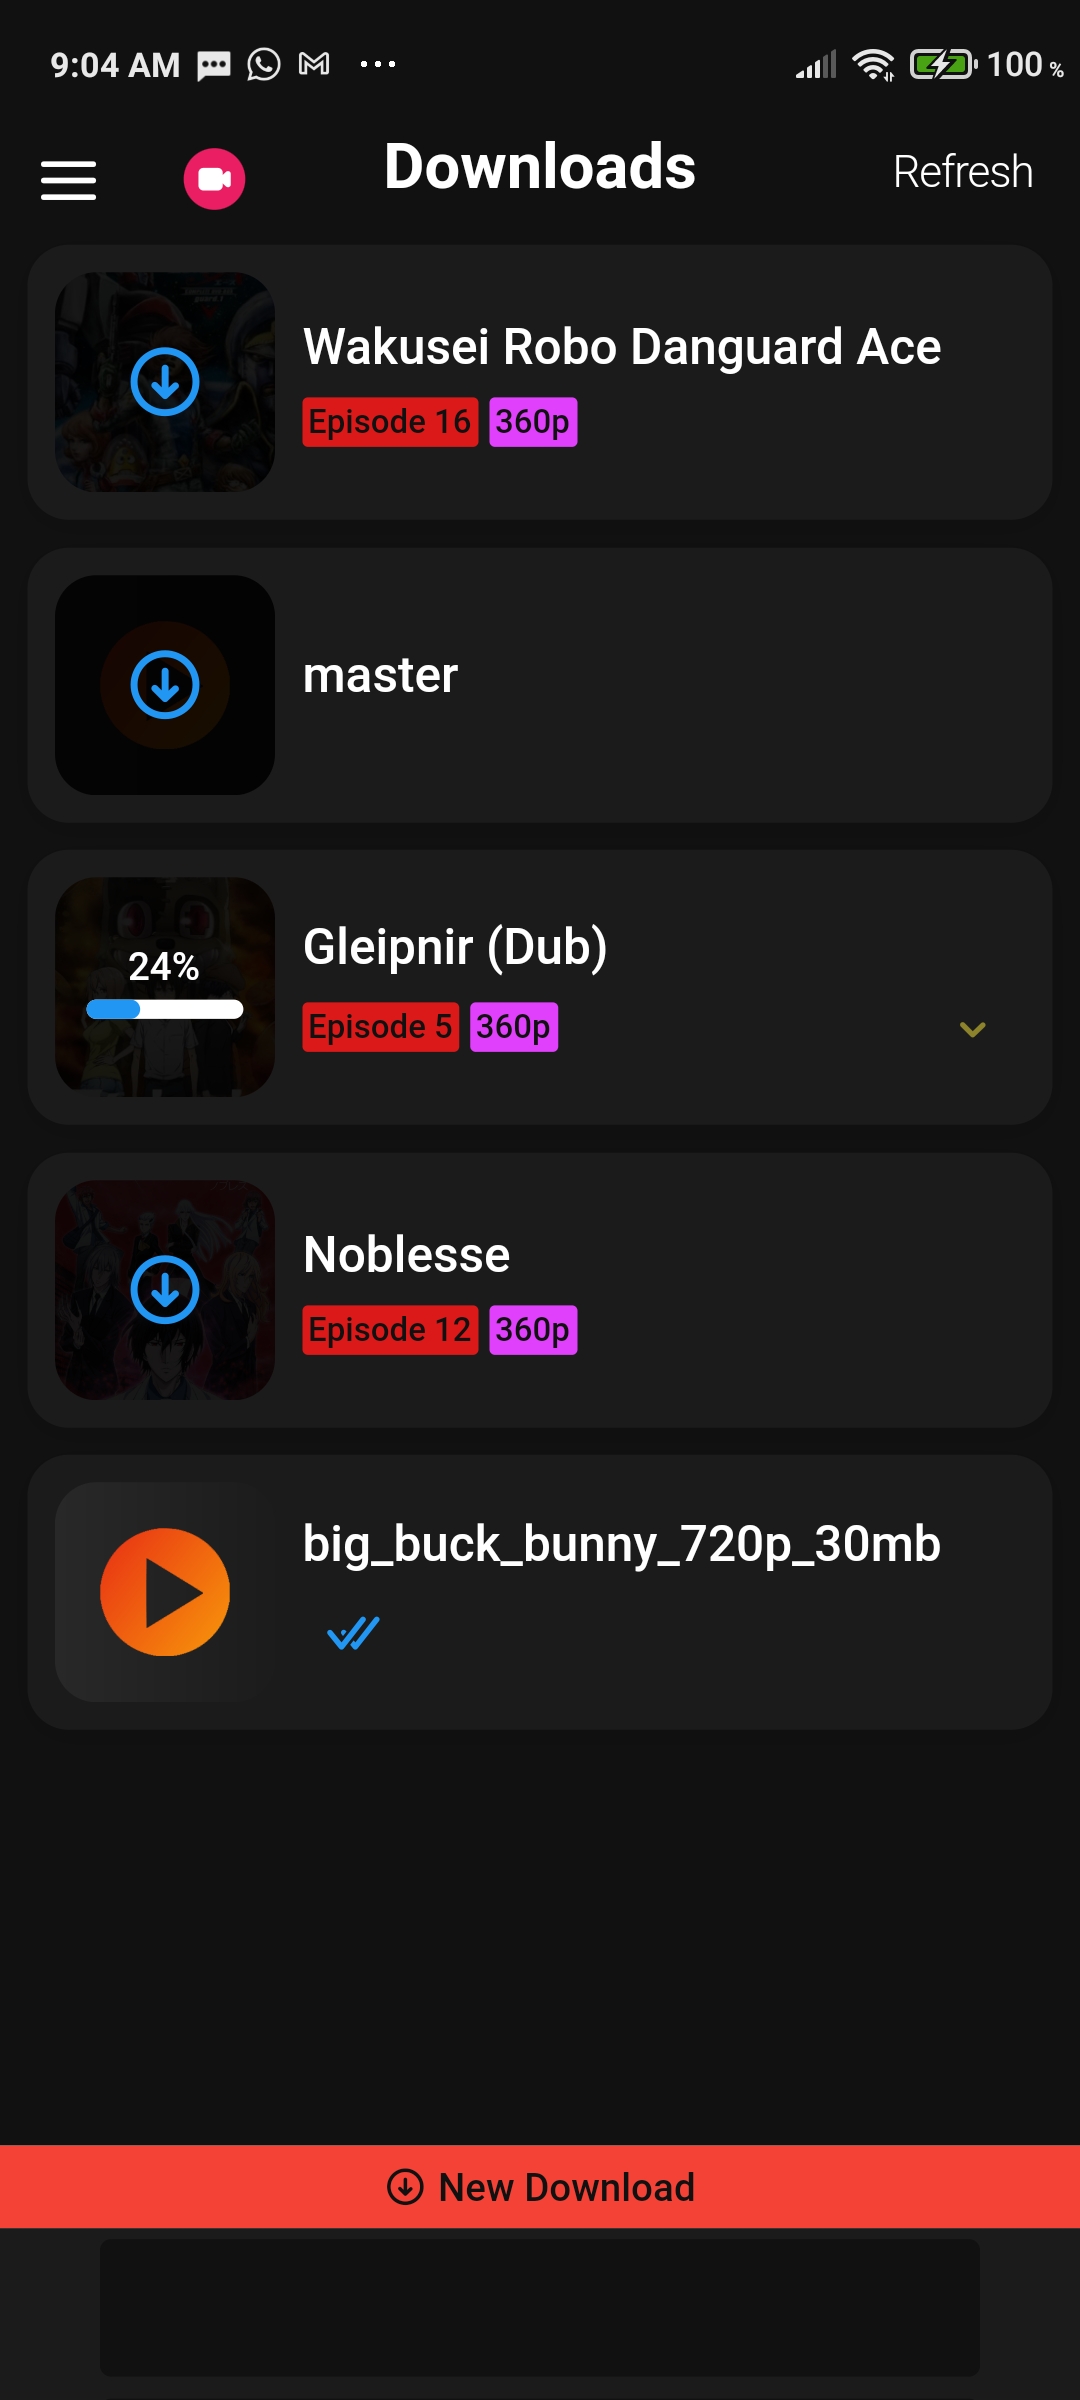 9:04 AM 100 %
Downloads
Refresh
Wakusei Robo Danguard Ace
Episode 16 360p
master
24%
Gleipnir (Dub)
Episode 5 360p
Noblesse
Episode 12 360p
big_buck_bunny_720p_30mb
New Download